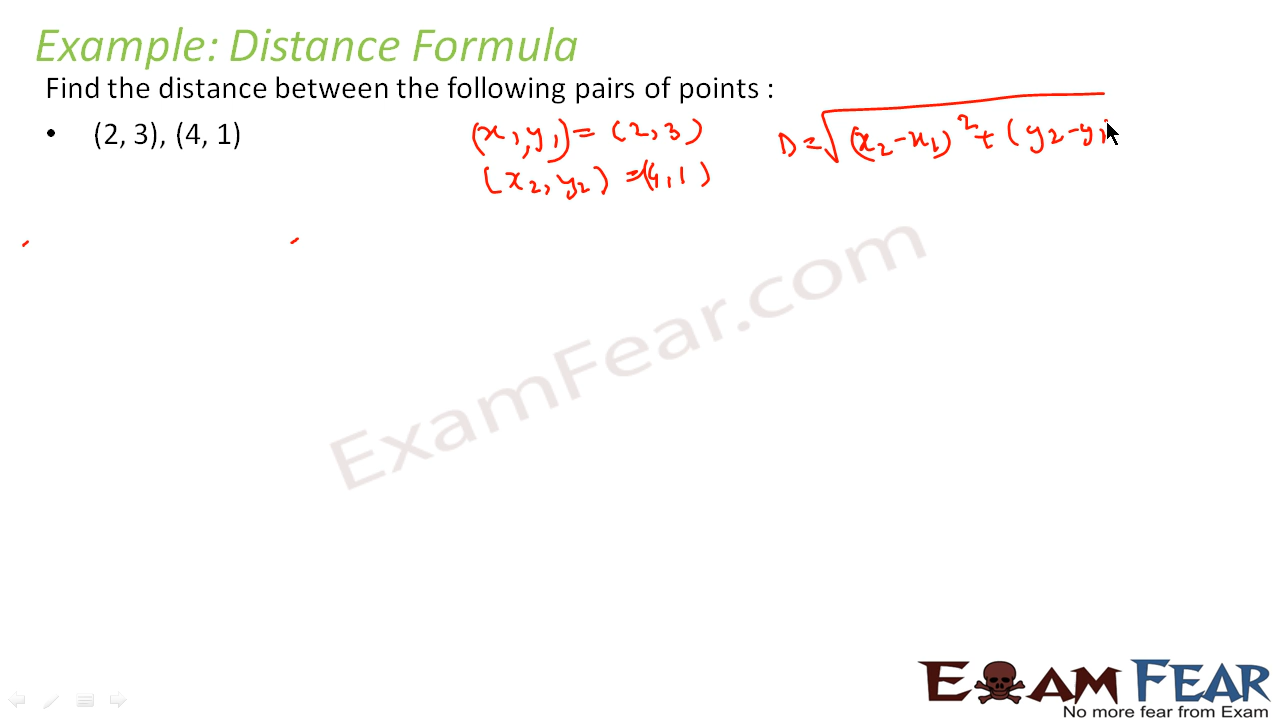 Example: Distance Formula
Find the distance between the following pairs of points :
• (2, 3), (4, 1)
(x₁, y₁) = (2, 3)
(x₂, y₂) = (4, 1)
D = √(x₂ - x₁)² + (y₂ - y₁
ExamFear.com
EXAM FEAR
No more fear from Exam